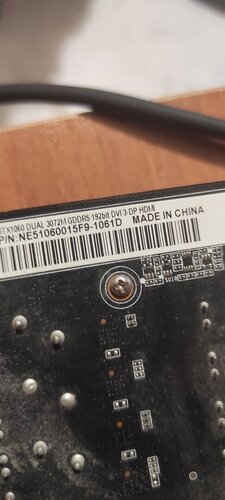 GTX1060 DUAL 3072M GDDR5 192bit DVI 3-DP HDMI
P/N:NE51060015F9-1061D MADE IN CHINA